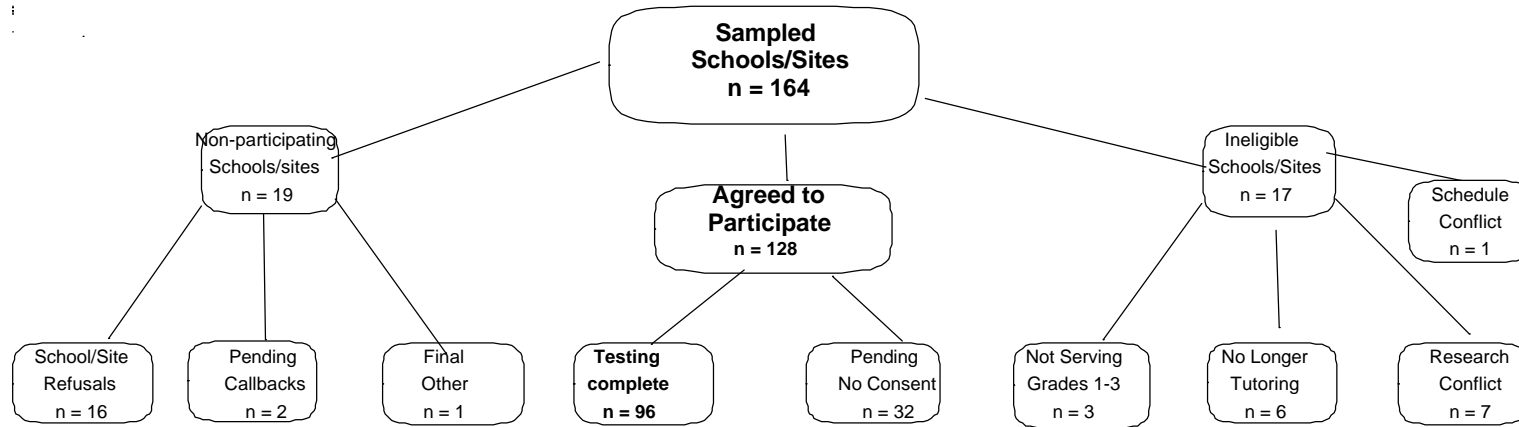 Sampled
Schools/Sites
n = 164
Non-participating
Schools/sites
n = 19
Agreed to
Participate
n = 128
Ineligible
Schools/Sites
n = 17
Schedule
Conflict
n = 1
School/Site
Refusals
n = 16
Pending
Callbacks
n = 2
Final
Other
n = 1
Testing
complete
n = 96
Pending
No Consent
n = 32
Not Serving
Grades 1-3
n = 3
No Longer
Tutoring
n = 6
Research
Conflict
n = 7